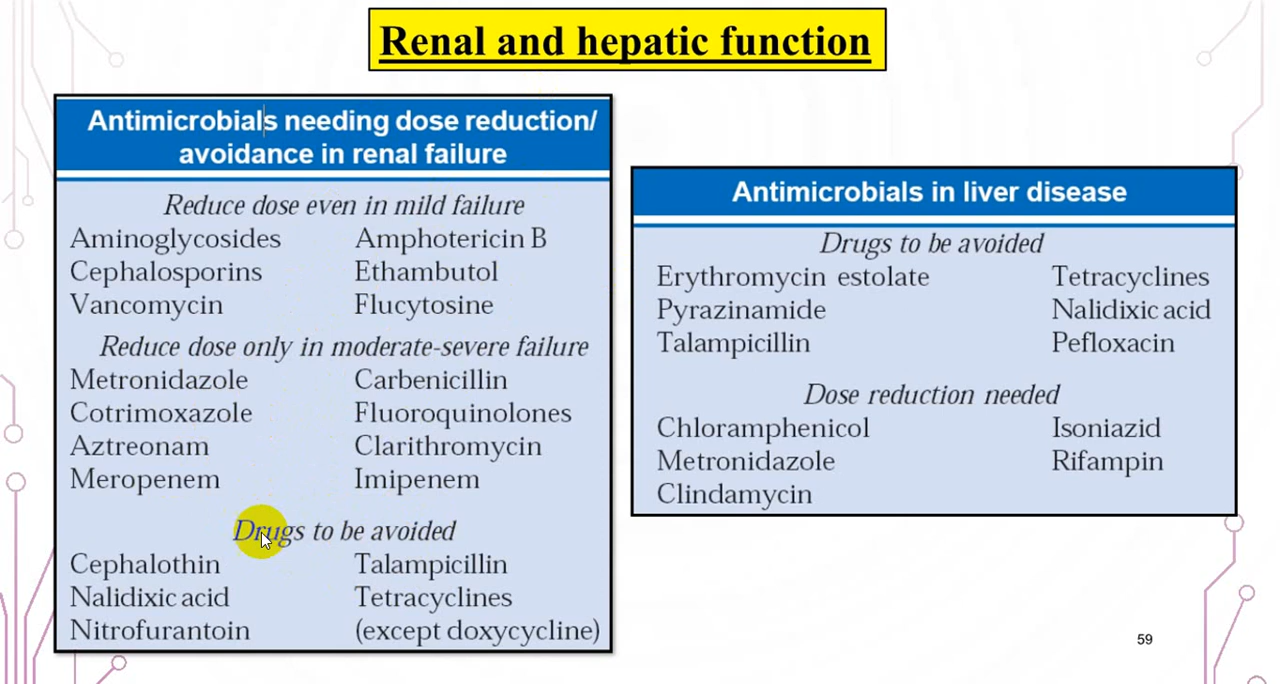 Renal and hepatic function
Antimicrobials needing dose reduction/
avoidance in renal failure
Reduce dose even in mild failure
Aminoglycosides Amphotericin B
Cephalosporins Ethambutol
Vancomycin Flucytosine
Reduce dose only in moderate-severe failure
Metronidazole Carbenicillin
Cotrimoxazole Fluoroquinolones
Aztreonam Clarithromycin
Meropenem Imipenem
Drugs to be avoided
Cephalothin Talampicillin
Nalidixic acid Tetracyclines
Nitrofurantoin (except doxycycline)
Antimicrobials in liver disease
Drugs to be avoided
Erythromycin estolate Tetracyclines
Pyrazinamide Nalidixic acid
Talampicillin Pefloxacin
Dose reduction needed
Chloramphenicol Isoniazid
Metronidazole Rifampin
Clindamycin
59